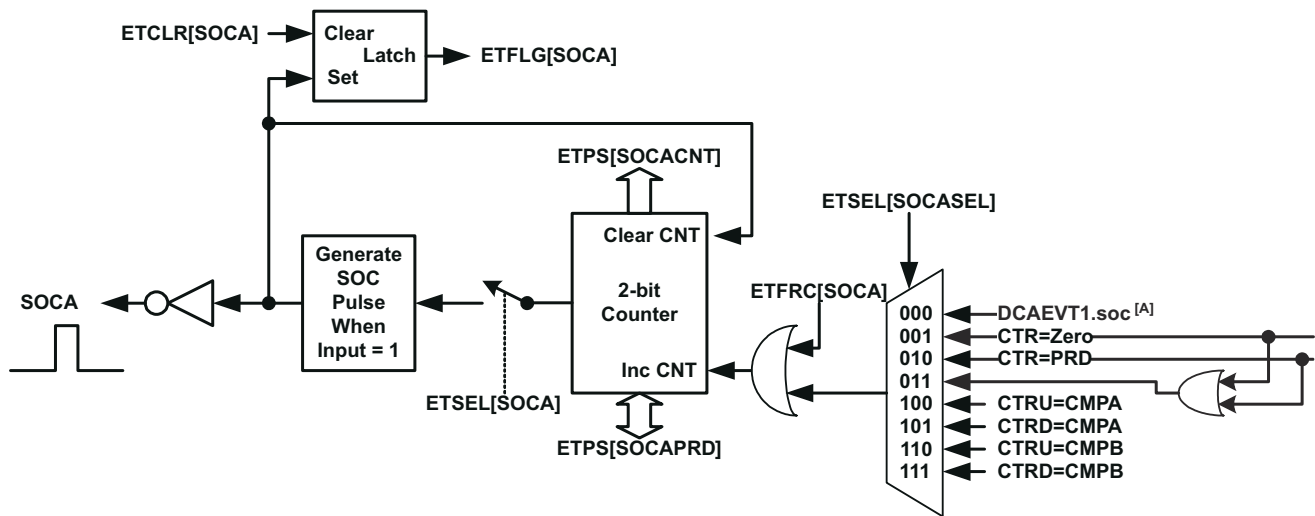 ETCLR[SOCA]
Clear
Latch
Set
ETFLG[SOCA]
ETPS[SOCACNT]
ETSEL[SOCASEL]
Clear CNT
2-bit
Counter
Inc CNT
Generate
SOC
Pulse
When
Input = 1
SOCA
ETSEL[SOCA]
ETPS[SOCAPRD]
ETFRC[SOCA]
000 DCAEVT1.soc [A]
001 CTR=Zero
010 CTR=PRD
011
100 CTRU=CMPA
101 CTRD=CMPA
110 CTRU=CMPB
111 CTRD=CMPB